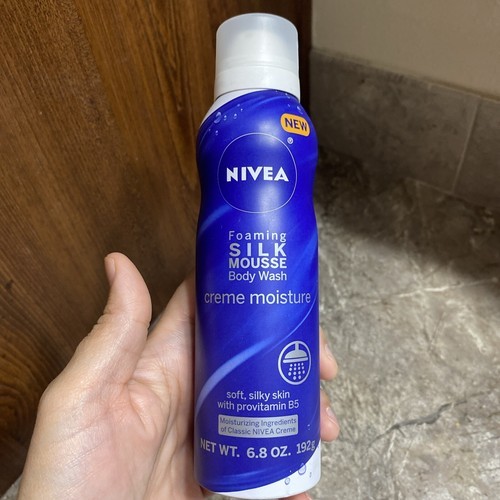 NEW
NIVEA
®
Foaming
SILK
MOUSSE
Body Wash
creme moisture
soft, silky skin
with provitamin B5
Moisturizing Ingredients
of Classic NIVEA Creme
NET WT. 6.8 OZ. 192g